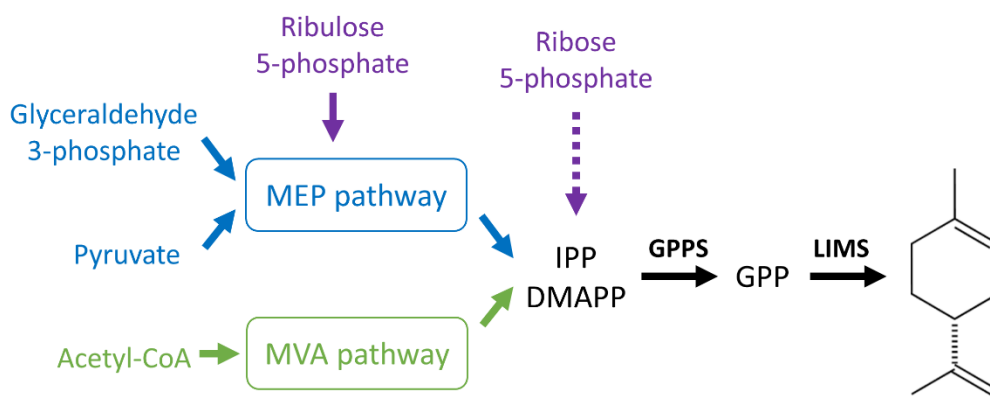 Ribulose
5-phosphate
Ribose
5-phosphate
Glyceraldehyde
3-phosphate
MEP pathway
Pyruvate
IPP
DMAPP
GPPS
GPP
LIMS
Acetyl-CoA
MVA pathway